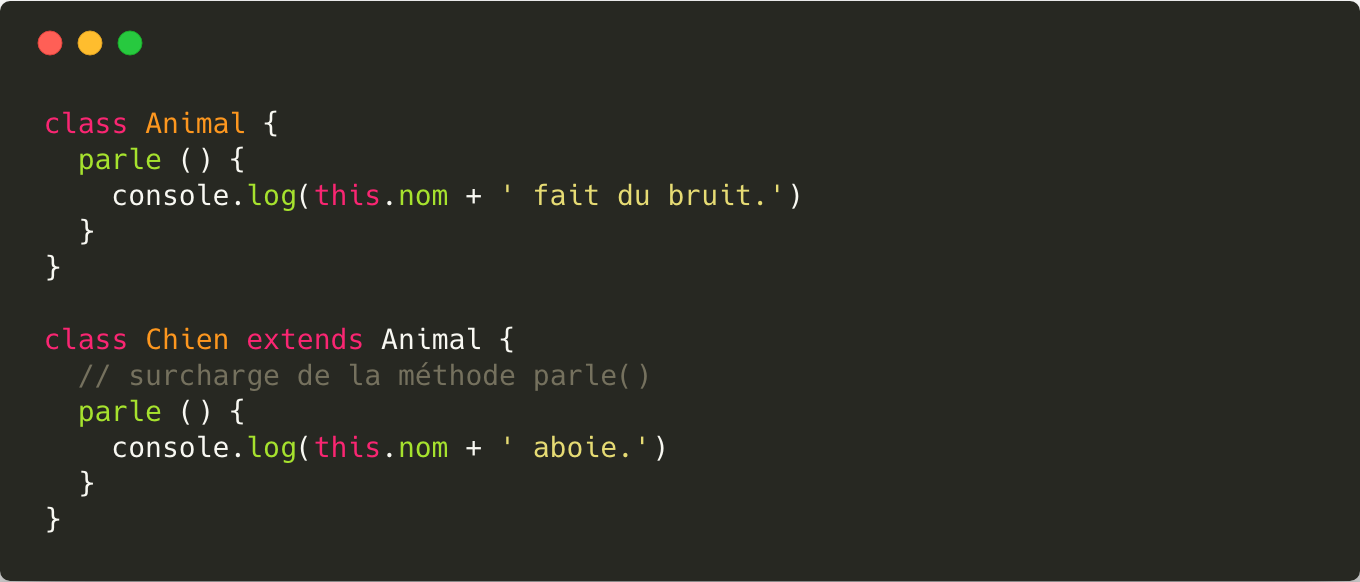 class Animal {
  parle () {
    console.log(this.nom + ' fait du bruit.')
  }
}

class Chien extends Animal {
  // surcharge de la méthode parle()
  parle () {
    console.log(this.nom + ' aboie.')
  }
}